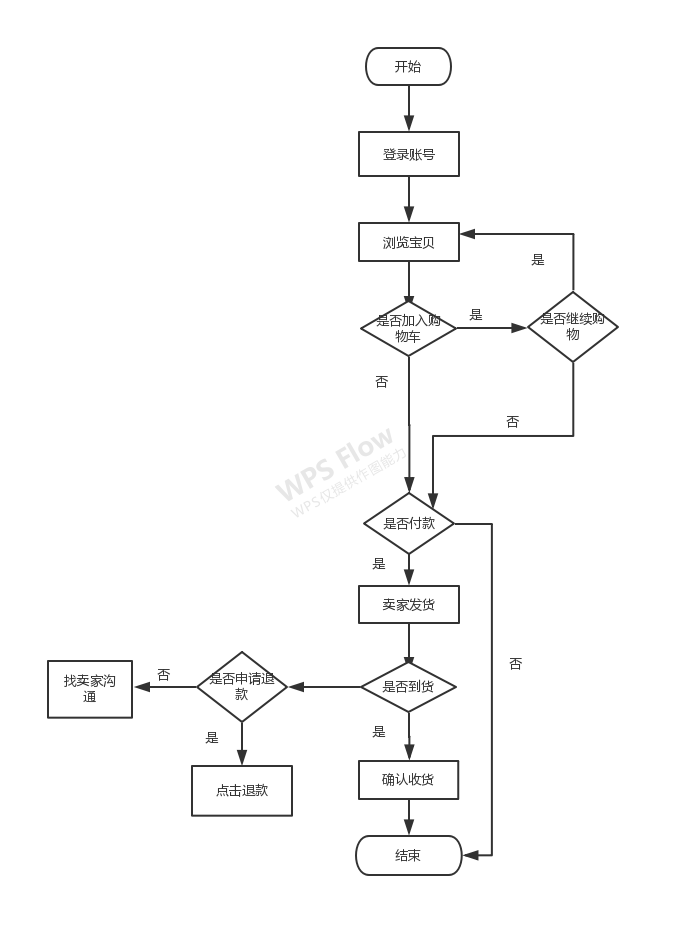 开始
登录账号
浏览宝贝
是
是否加入购
物车
是
是否继续购
物
否
否
WPS Flow
WPS仅提供作图能力
是否付款
是
卖家发货
否
找卖家沟
通
否
是否申请退
款
是否到货
是
是
点击退款
确认收货
结束